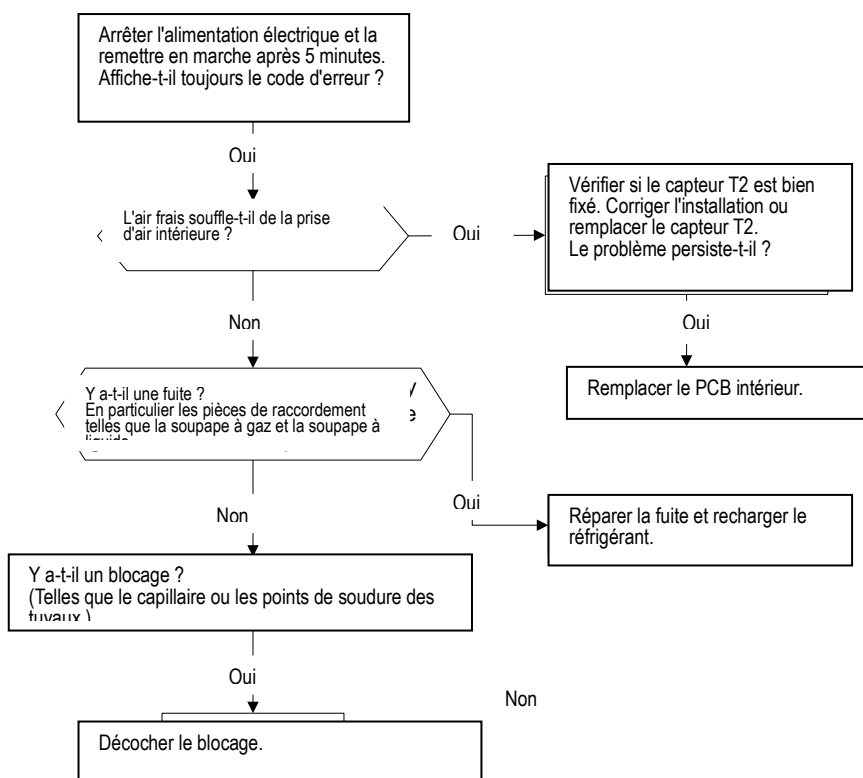 Arrêter l'alimentation électrique et la
remettre en marche après 5 minutes.
Affiche-t-il toujours le code d'erreur ?
Oui
L'air frais souffle-t-il de la prise
d'air intérieure ?
Oui
Vérifier si le capteur T2 est bien
fixé. Corriger l'installation ou
remplacer le capteur T2.
Le problème persiste-t-il ?
Non
Oui
Remplacer le PCB intérieur.
Y a-t-il une fuite ?
En particulier les pièces de raccordement
telles que la soupape à gaz et la soupape à
liquide
Oui
Réparer la fuite et recharger le
réfrigérant.
Non
Y a-t-il un blocage ?
(Telles que le capillaire ou les points de soudure des
tuyaux.)
Oui
Non
Décocher le blocage.